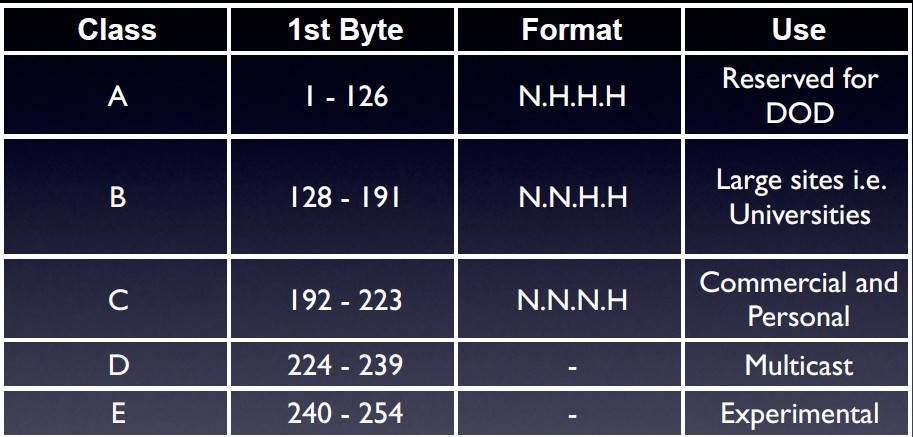 Class 1st Byte Format Use
A 1 - 126 N.H.H.H Reserved for
DOD
B 128 - 191 N.N.H.H Large sites i.e.
Universities
C 192 - 223 N.N.N.H Commercial and
Personal
D 224 - 239 - Multicast
E 240 - 254 - Experimental